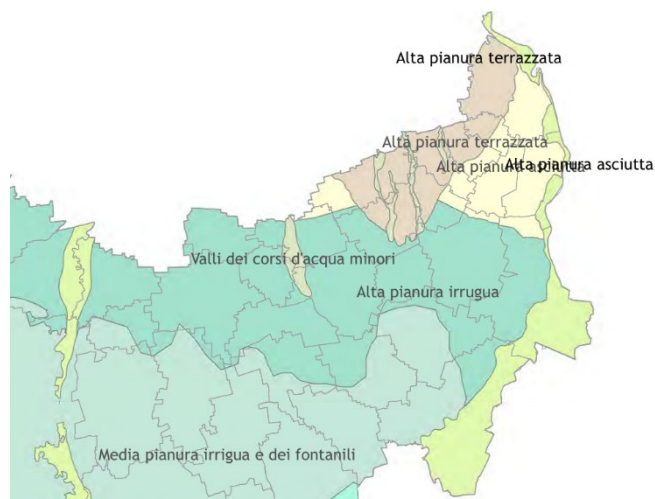 Alta pianura terrazzata
Alta pianura terrazzata
Alta pianura asciutta
Alta pianura asciutta
Valli dei corsi d'acqua minori
Alta pianura irrugua
Media pianura irrigua e dei fontanili